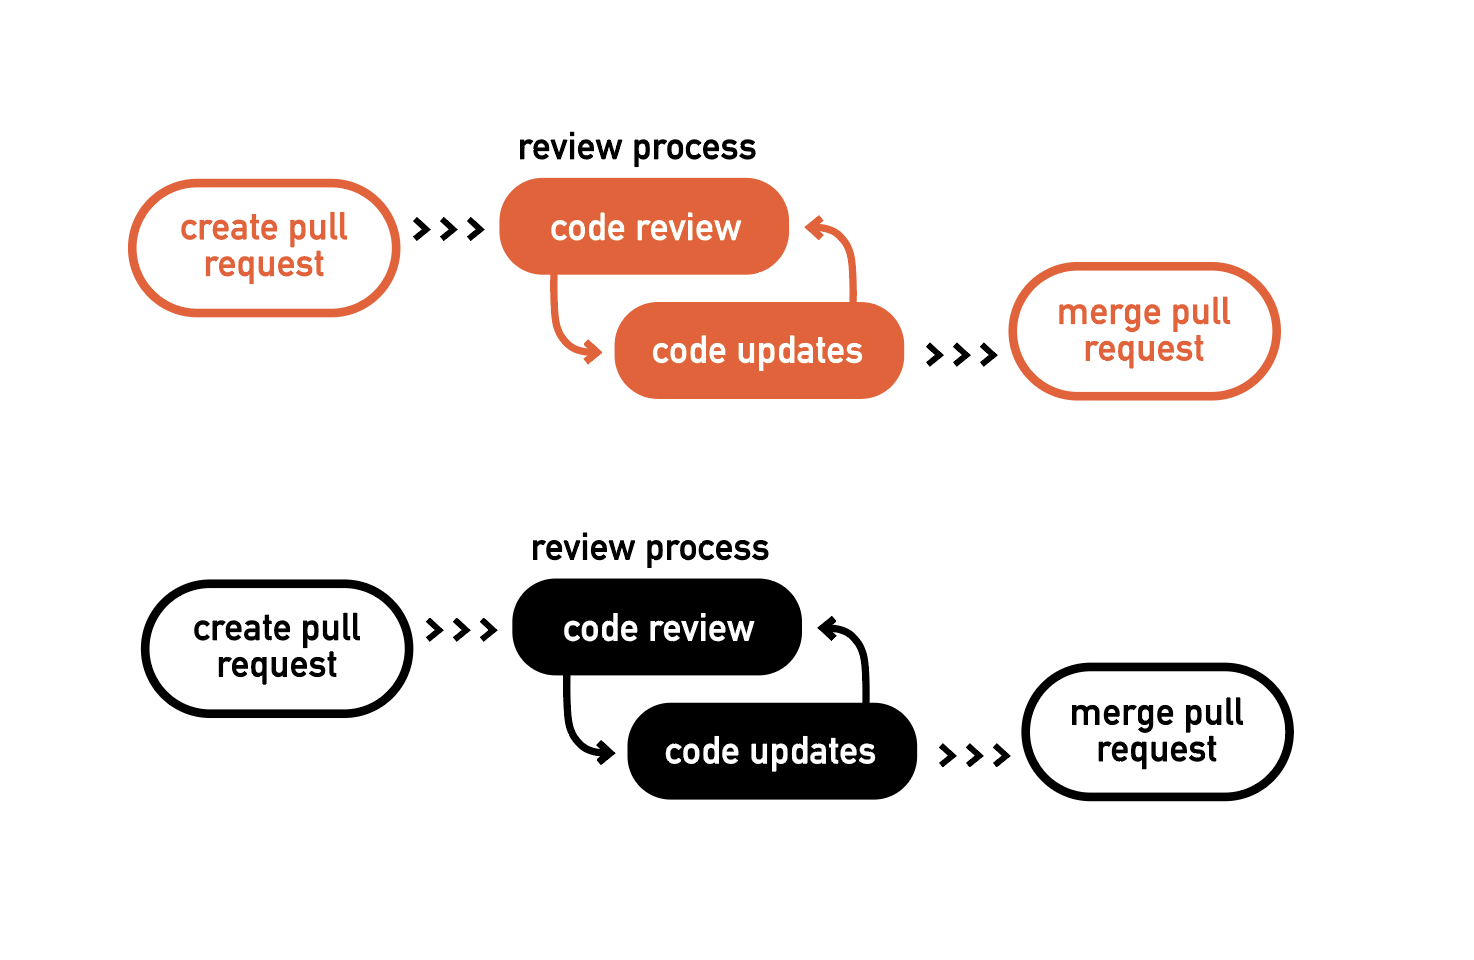 review process
create pull
request
code review
code updates
merge pull
request
review process
create pull
request
code review
code updates
merge pull
request